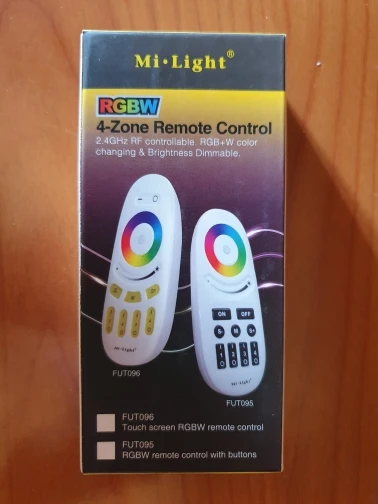 Mi•Light®
RGBW
4-Zone Remote Control
2.4GHz RF controllable. RGB+W color
changing & Brightness Dimmable.
ON OFF
S- M S+
1 2 3 4
Mi•Light
FUT096
Mi•Light
FUT095
FUT096
Touch screen RGBW remote control
FUT095
RGBW remote control with buttons